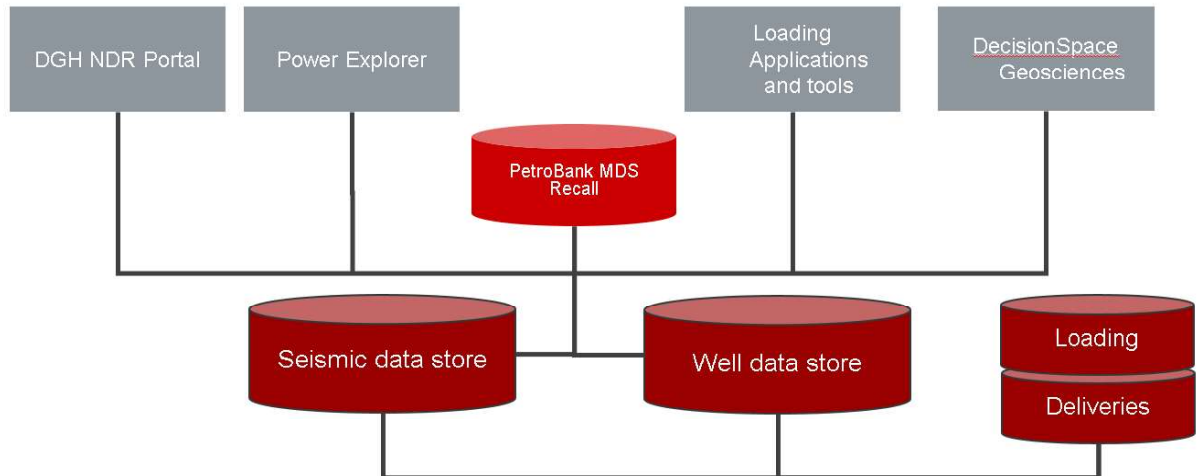 DGH NDR Portal
Power Explorer
Loading
Applications
and tools
DecisionSpace
Geosciences
PetroBank MDS
Recall
Seismic data store
Well data store
Loading
Deliveries